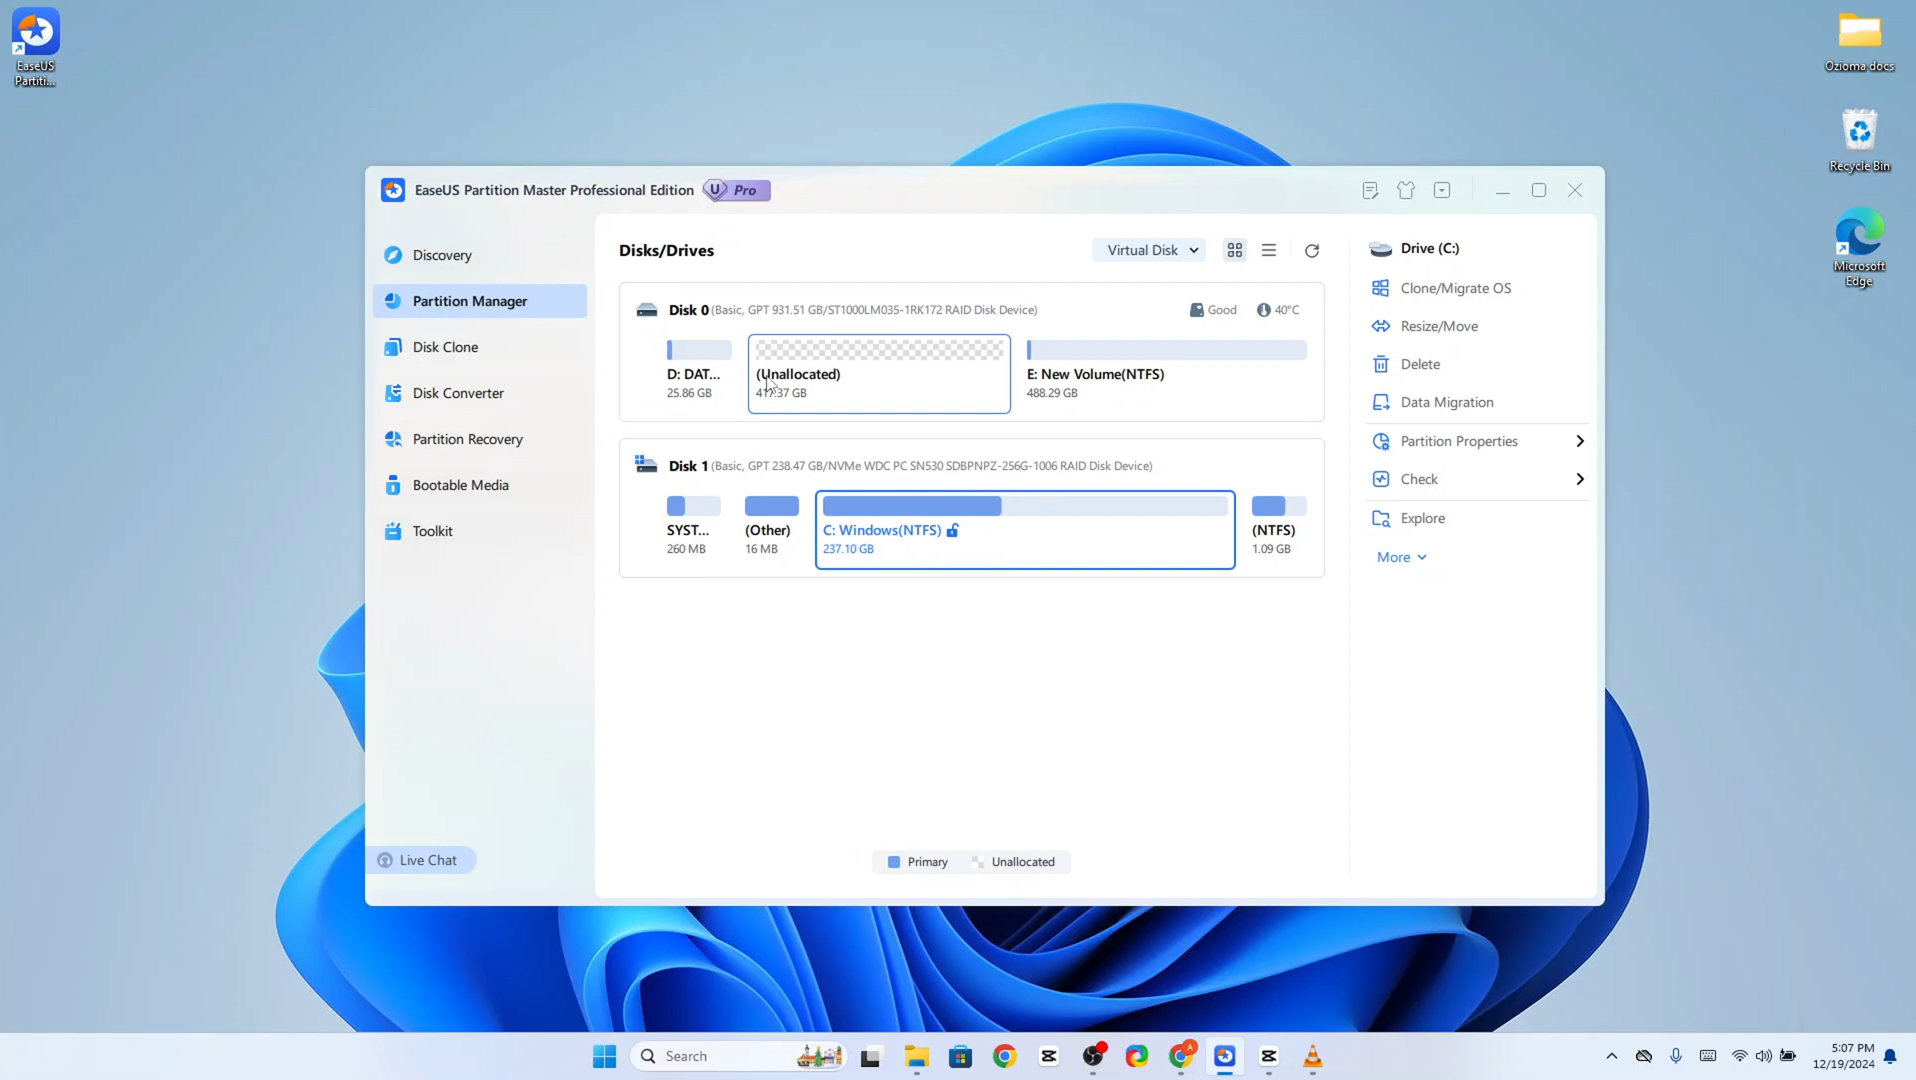 EaseUS
Partiti...
Ozioma docs
Recycle Bin
Microsoft
Edge
EaseUS Partition Master Professional Edition
U Pro
Discovery
Partition Manager
Disk Clone
Disk Converter
Partition Recovery
Bootable Media
Toolkit
Live Chat
Disks/Drives
Virtual Disk
Disk 0 (Basic, GPT 931.51 GB/ST1000LM035-1RK172 RAID Disk Device)
Good
40°C
D: DAT...
25.86 GB
(Unallocated)
417.37 GB
E: New Volume(NTFS)
488.29 GB
Disk 1 (Basic, GPT 238.47 GB/NVMe WDC PC SN530 SDBPNPZ-256G-1006 RAID Disk Device)
SYST...
260 MB
(Other)
16 MB
C: Windows(NTFS)
237.10 GB
(NTFS)
1.09 GB
Primary
Unallocated
Drive (C:)
Clone/Migrate OS
Resize/Move
Delete
Data Migration
Partition Properties
Check
Explore
More
Search
A
5:07 PM
12/19/2024